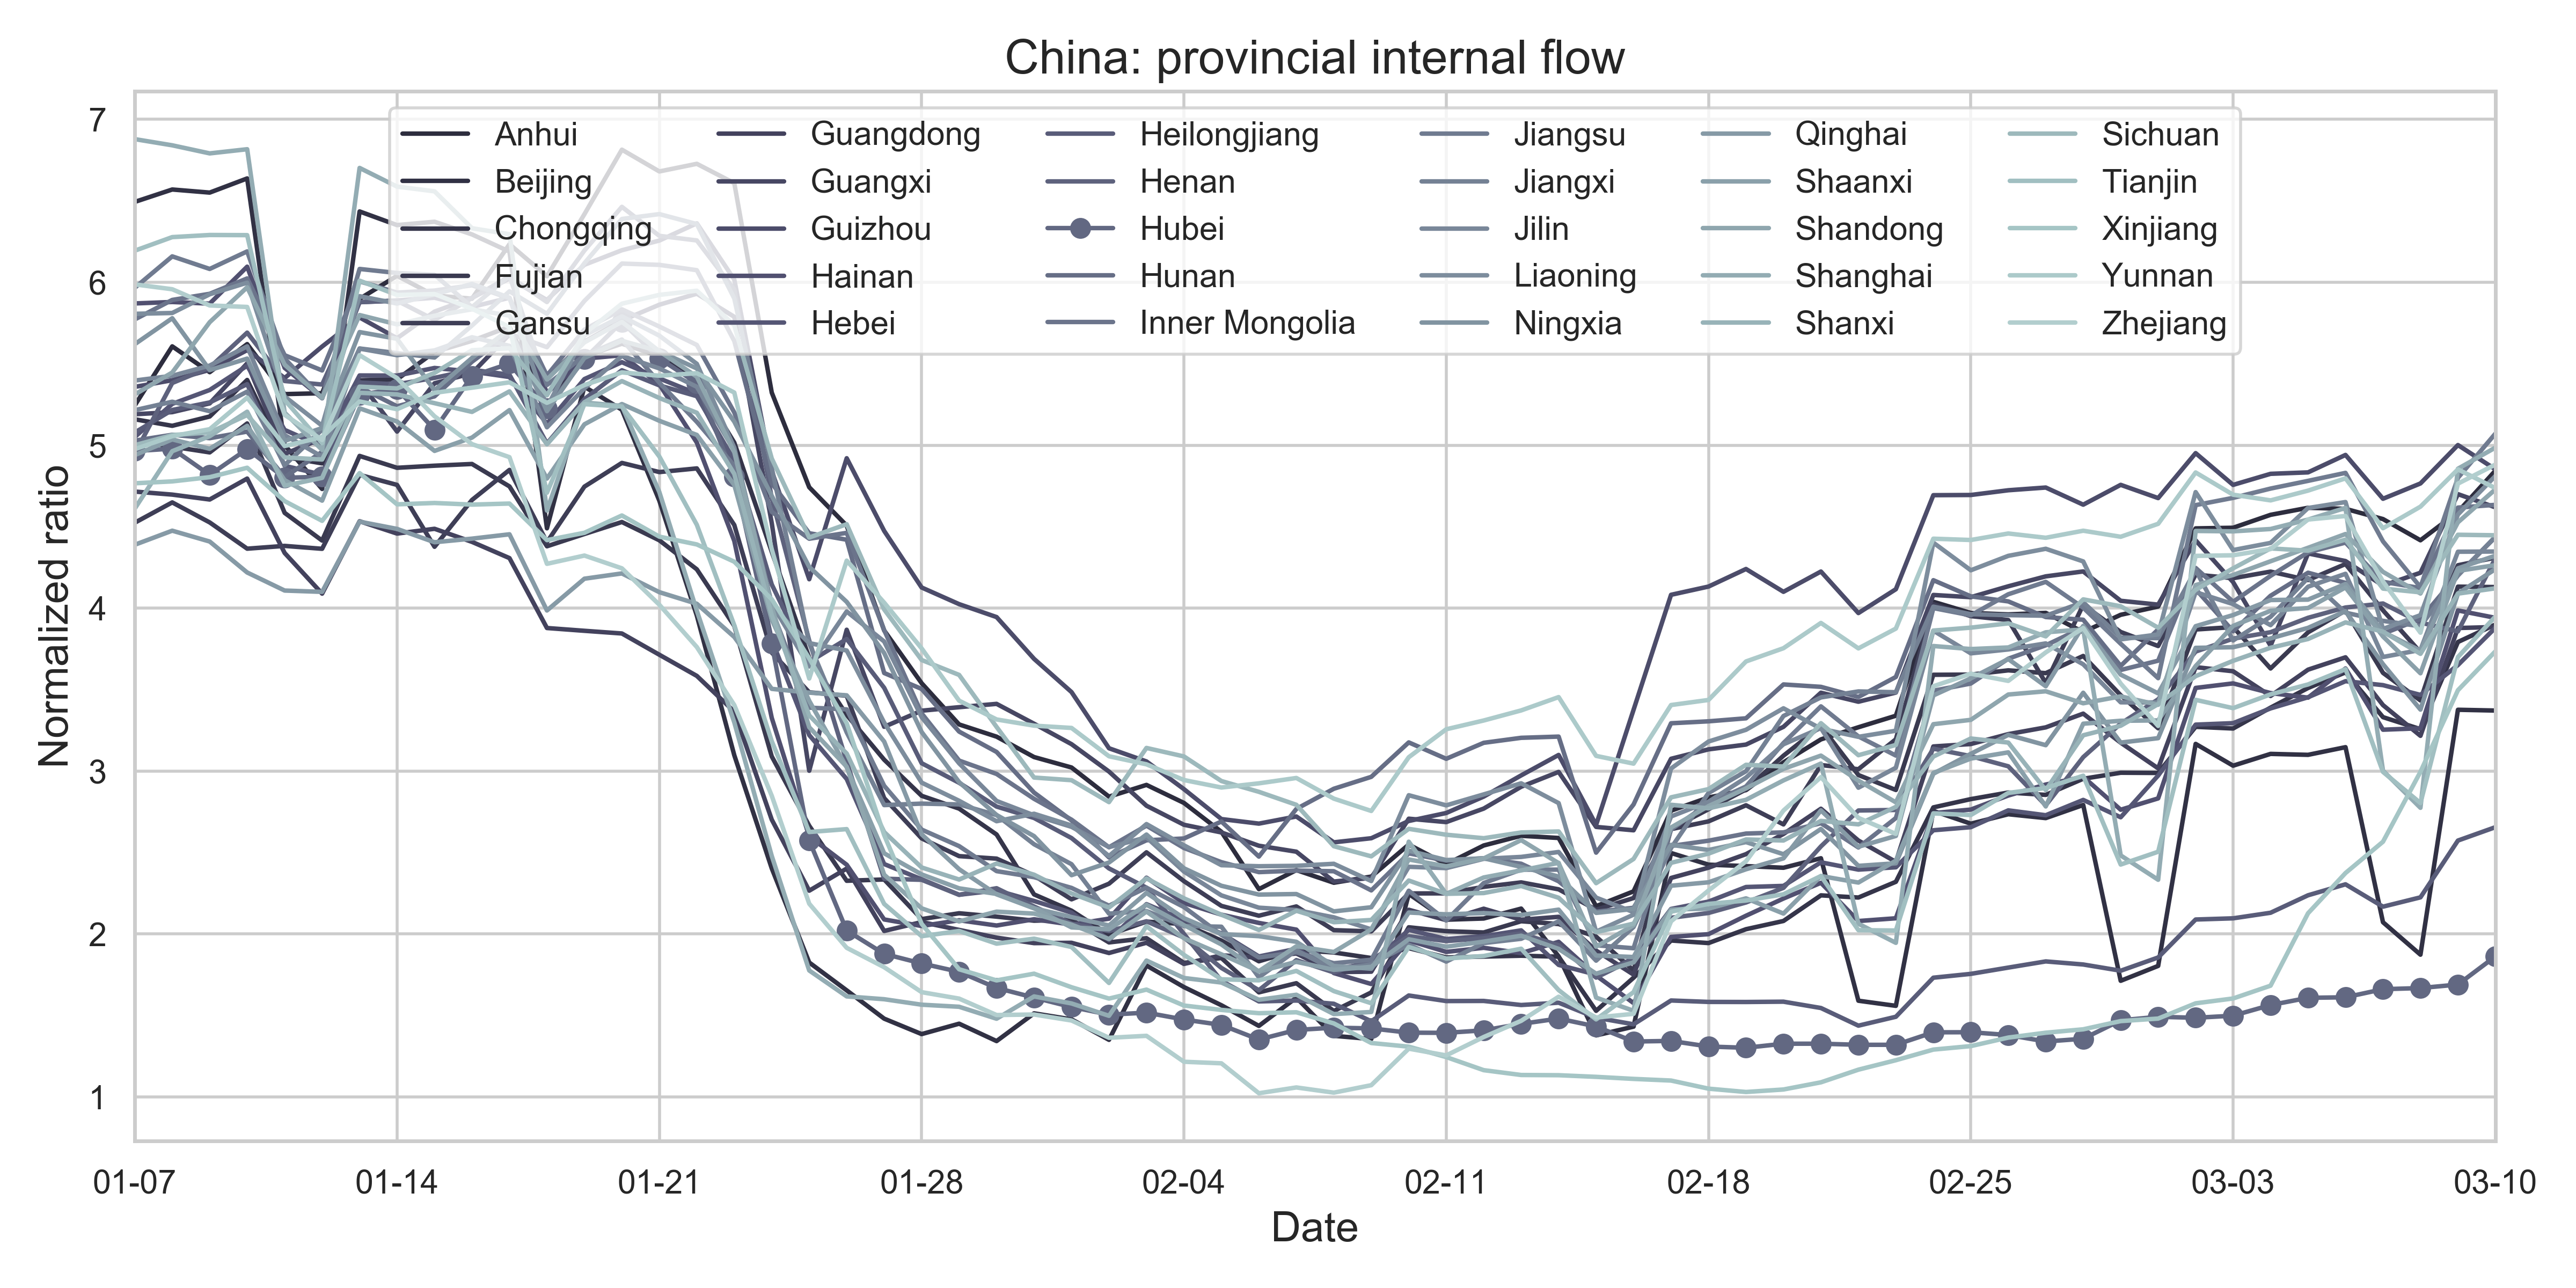 China: provincial internal flow
7
6
5
4
3
2
1
Normalized ratio
Anhui
Beijing
Chongqing
Fujian
Gansu
Guangdong
Guangxi
Guizhou
Hainan
Hebei
Heilongjiang
Henan
Hubei
Hunan
Inner Mongolia
Jiangsu
Jiangxi
Jilin
Liaoning
Ningxia
Qinghai
Shaanxi
Shandong
Shanghai
Shanxi
Sichuan
Tianjin
Xinjiang
Yunnan
Zhejiang
01-07 01-14 01-21 01-28 02-04 02-11 02-18 02-25 03-03 03-10
Date